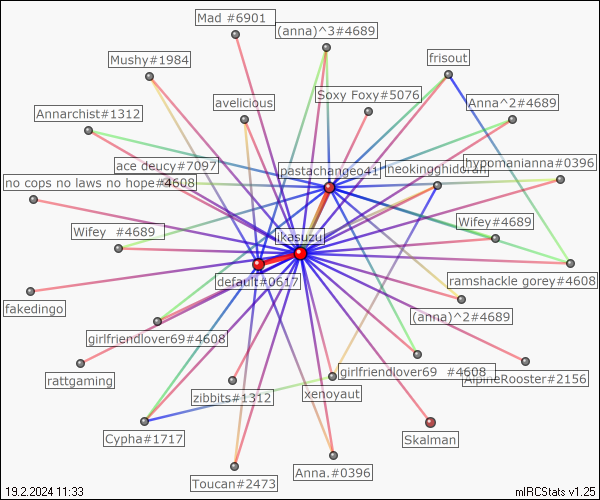 Mad #6901
(anna)^3#4689
Mushy#1984
frisout
Soxy Foxy#5076
avelicious
Anna^2#4689
Annarchist#1312
ace deucy#7097
pastachangeo41
neokingghidorah
hypomanianna#0396
no cops no laws no hope#4608
Wifey #4689
ikasuzu
Wifey#4689
default#0617
ramshackle gorey#4608
fakedingo
(anna)^2#4689
girlfriendlover69#4608
rattgaming
girlfriendlover69 #4608
AlpineRooster#2156
zibbits#1312
xenoyaut
Cypha#1717
Skalman
Anna.#0396
Toucan#2473
19.2.2024 11:33
mIRCStats v1.25